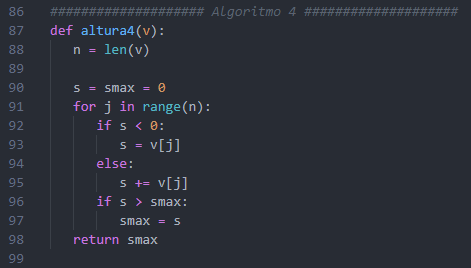 86 #################### Algoritmo 4 ####################
87 def altura4(v):
88     n = len(v)
89
90     s = smax = 0
91     for j in range(n):
92         if s < 0:
93             s = v[j]
94         else:
95             s += v[j]
96         if s > smax:
97             smax = s
98     return smax
99